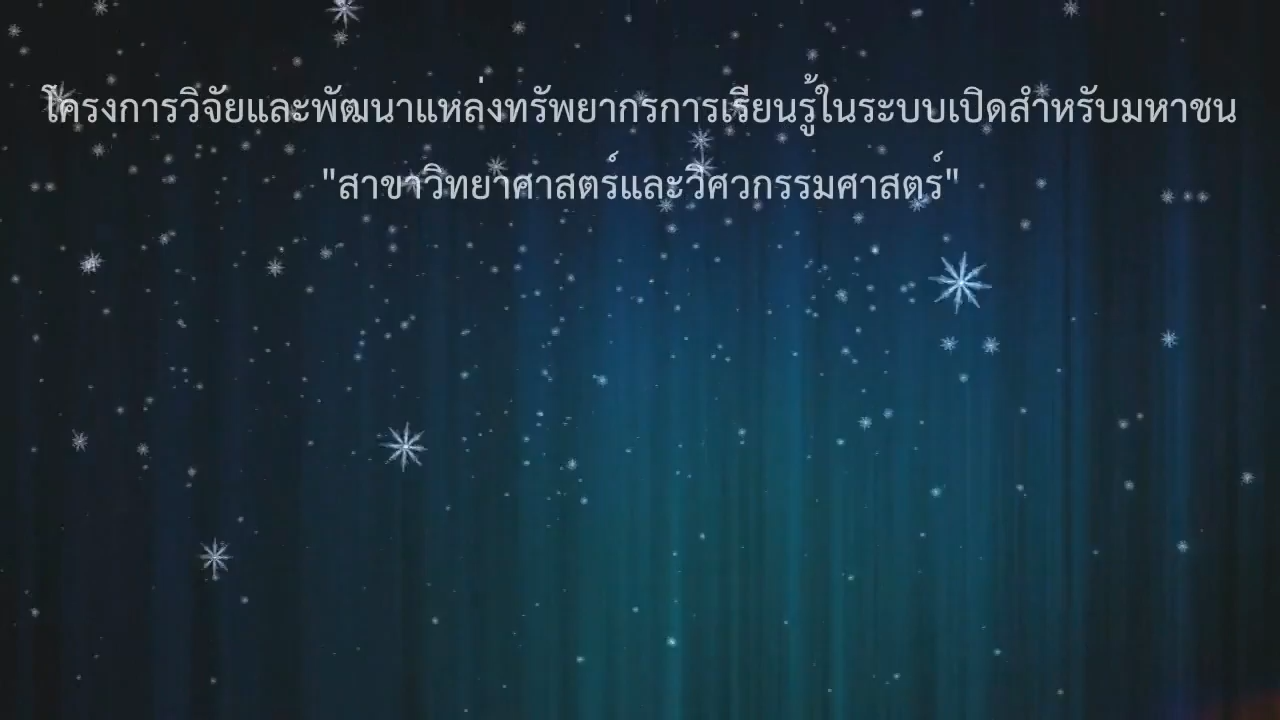 โครงการวิจัยและพัฒนาแหล่งทรัพยากรการเรียนรู้ในระบบเปิดสำหรับมหาชน
"สาขาวิทยาศาสตร์และวิศวกรรมศาสตร์"